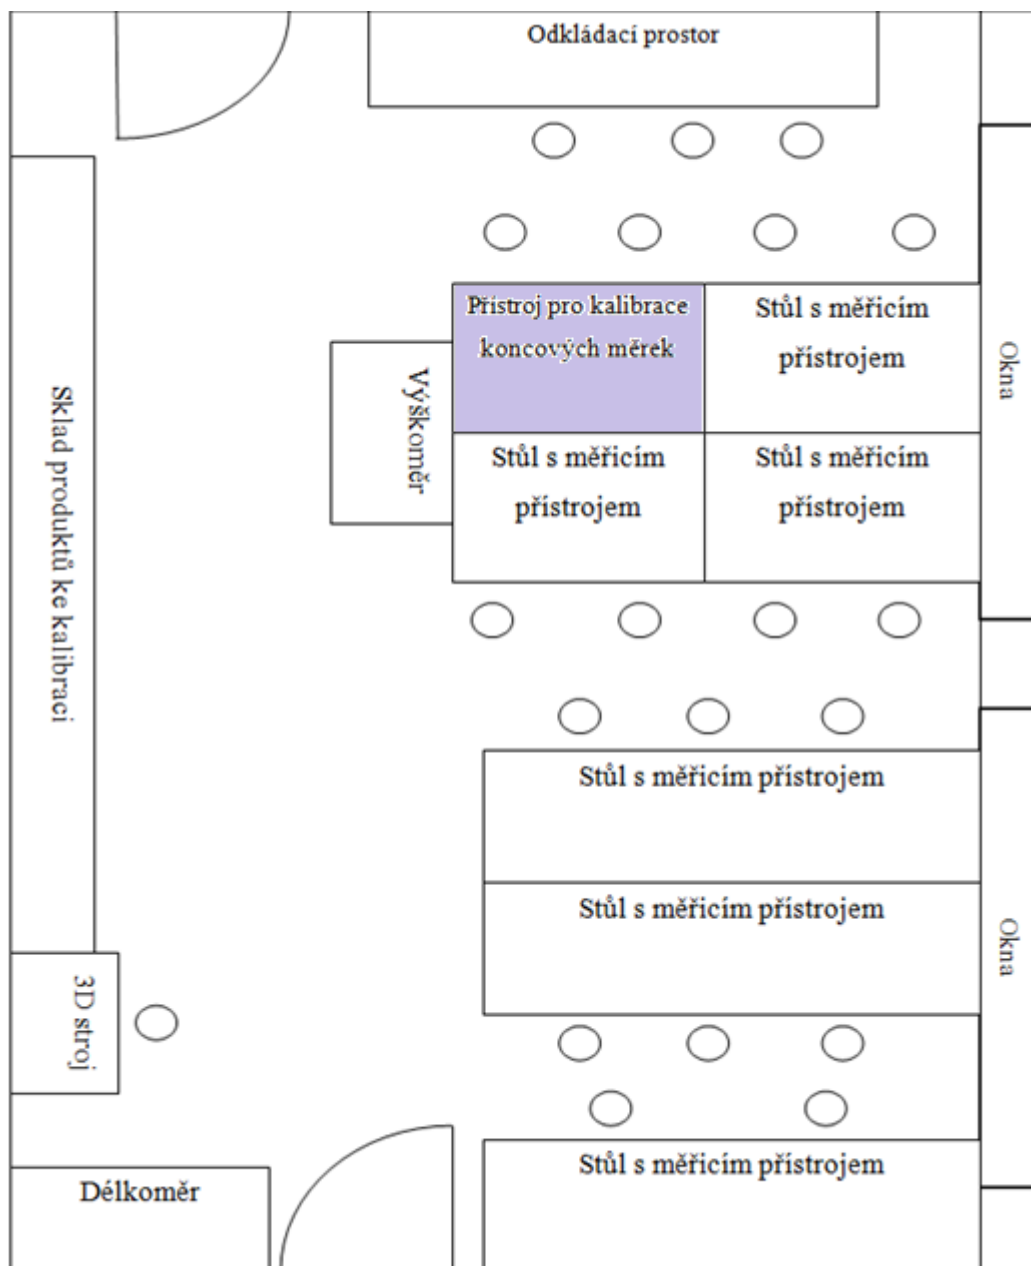 Odkládací prostor
Přístroj pro kalibrace
koncových měrek
Stůl s měřicím
přístrojem
Okna
Výškoměr
Sklad produktů ke kalibraci
Stůl s měřicím
přístrojem
Stůl s měřicím
přístrojem
Stůl s měřicím přístrojem
Stůl s měřicím přístrojem
Okna
3D stroj
Stůl s měřicím přístrojem
Délkoměr